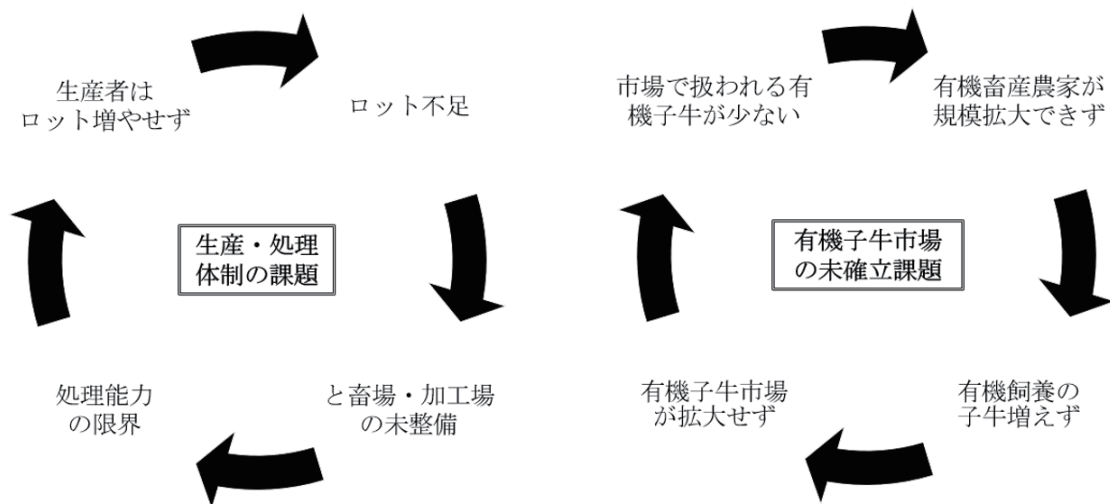 生産者は
ロット増やせず
ロット不足
生産・処理
体制の課題
処理能力
の限界
と畜場・加工場
の未整備
市場で扱われる有
機子牛が少ない
有機畜産農家が
規模拡大できず
有機子牛市場
の未確立課題
有機子牛市場
が拡大せず
有機飼養の
子牛増えず